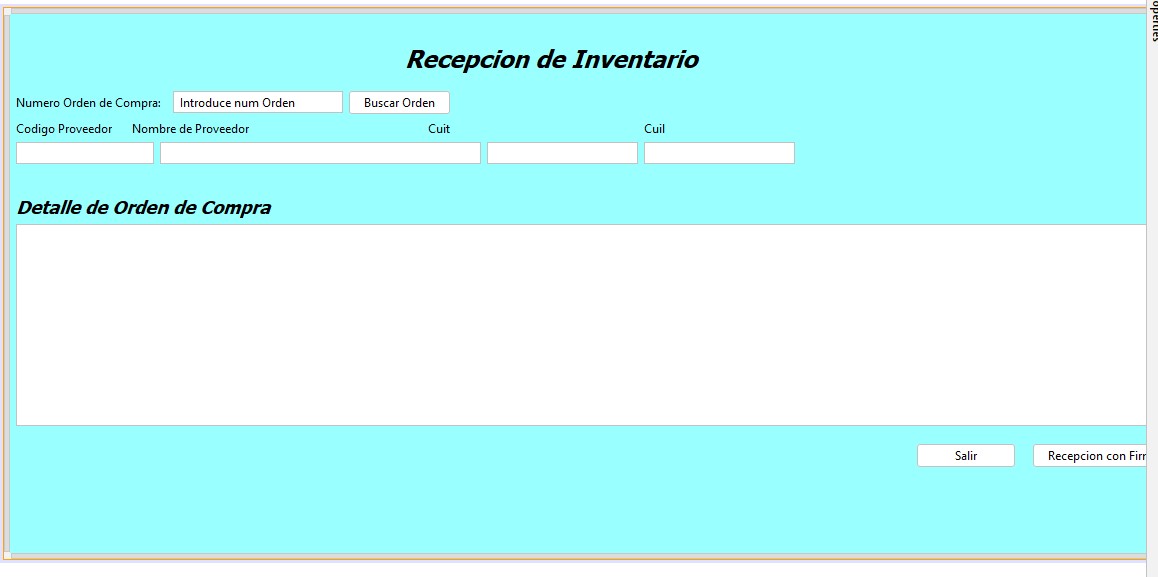 Recepcion de Inventario
Numero Orden de Compra: Introduce num Orden Buscar Orden
Codigo Proveedor Nombre de Proveedor Cuit Cuil
Detalle de Orden de Compra
Salir Recepcion con Firr